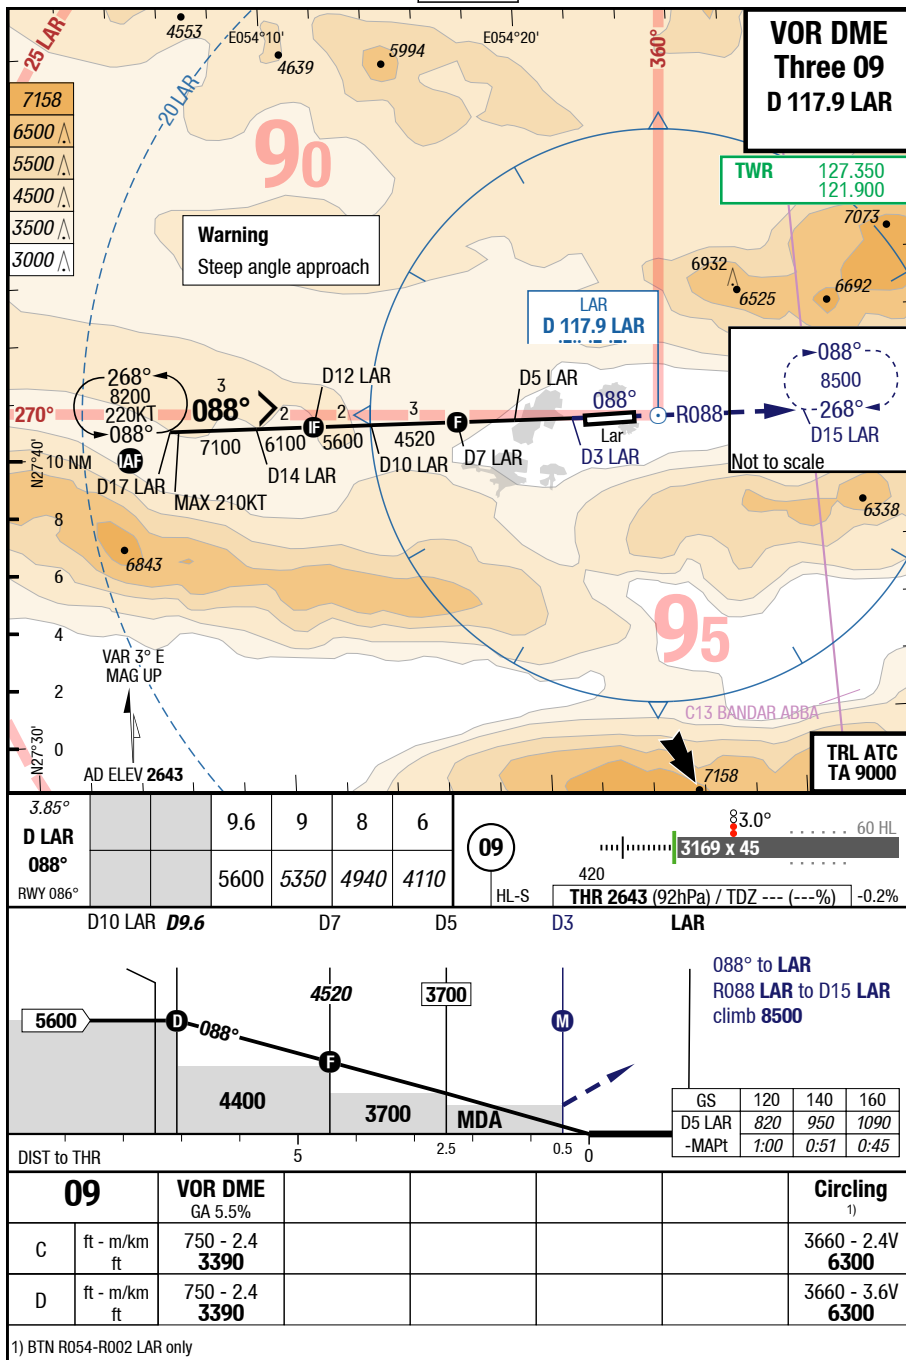 VOR DME
Three 09
D 117.9 LAR
TWR 127.350
121.900
25 LAR
20 LAR
E054°10'
E054°20'
360°
4553
4639
5994
7158
6500
5500
4500
3500
3000
90
Warning
Steep angle approach
7073
6932
6525
6692
LAR
D 117.9 LAR
088°
8500
268°
D15 LAR
Not to scale
R088
268°
8200
220KT
088°
3
088°
D12 LAR
D5 LAR
088°
270°
2
IF
2
3
F
Lar
7100
6100
5600
4520
D7 LAR
D3 LAR
D10 LAR
D14 LAR
IAF
D17 LAR
MAX 210KT
N27°40'
10 NM
8
6
4
2
0
N27°30'
6843
6338
95
VAR 3° E
MAG UP
AD ELEV 2643
C13 BANDAR ABBA
7158
TRL ATC
TA 9000
3.85°
D LAR
088°
RWY 086°
9.6 9 8 6
5600 5350 4940 4110
09
HL-S
3.0°
60 HL
3169 x 45
420
THR 2643 (92hPa) / TDZ --- (---%) -0.2%
D10 LAR D9.6 D7 D5 D3 LAR
088° to LAR
R088 LAR to D15 LAR
climb 8500
5600
D
088°
4520
F
3700
M
4400
3700
MDA
GS 120 140 160
D5 LAR 820 950 1090
-MAPt 1:00 0:51 0:45
DIST to THR 5 2.5 0.5 0
09 VOR DME Circling
GA 5.5% 1)
C ft - m/km 750 - 2.4 3660 - 2.4V
ft 3390 6300
D ft - m/km 750 - 2.4 3660 - 3.6V
ft 3390 6300
1) BTN R054-R002 LAR only